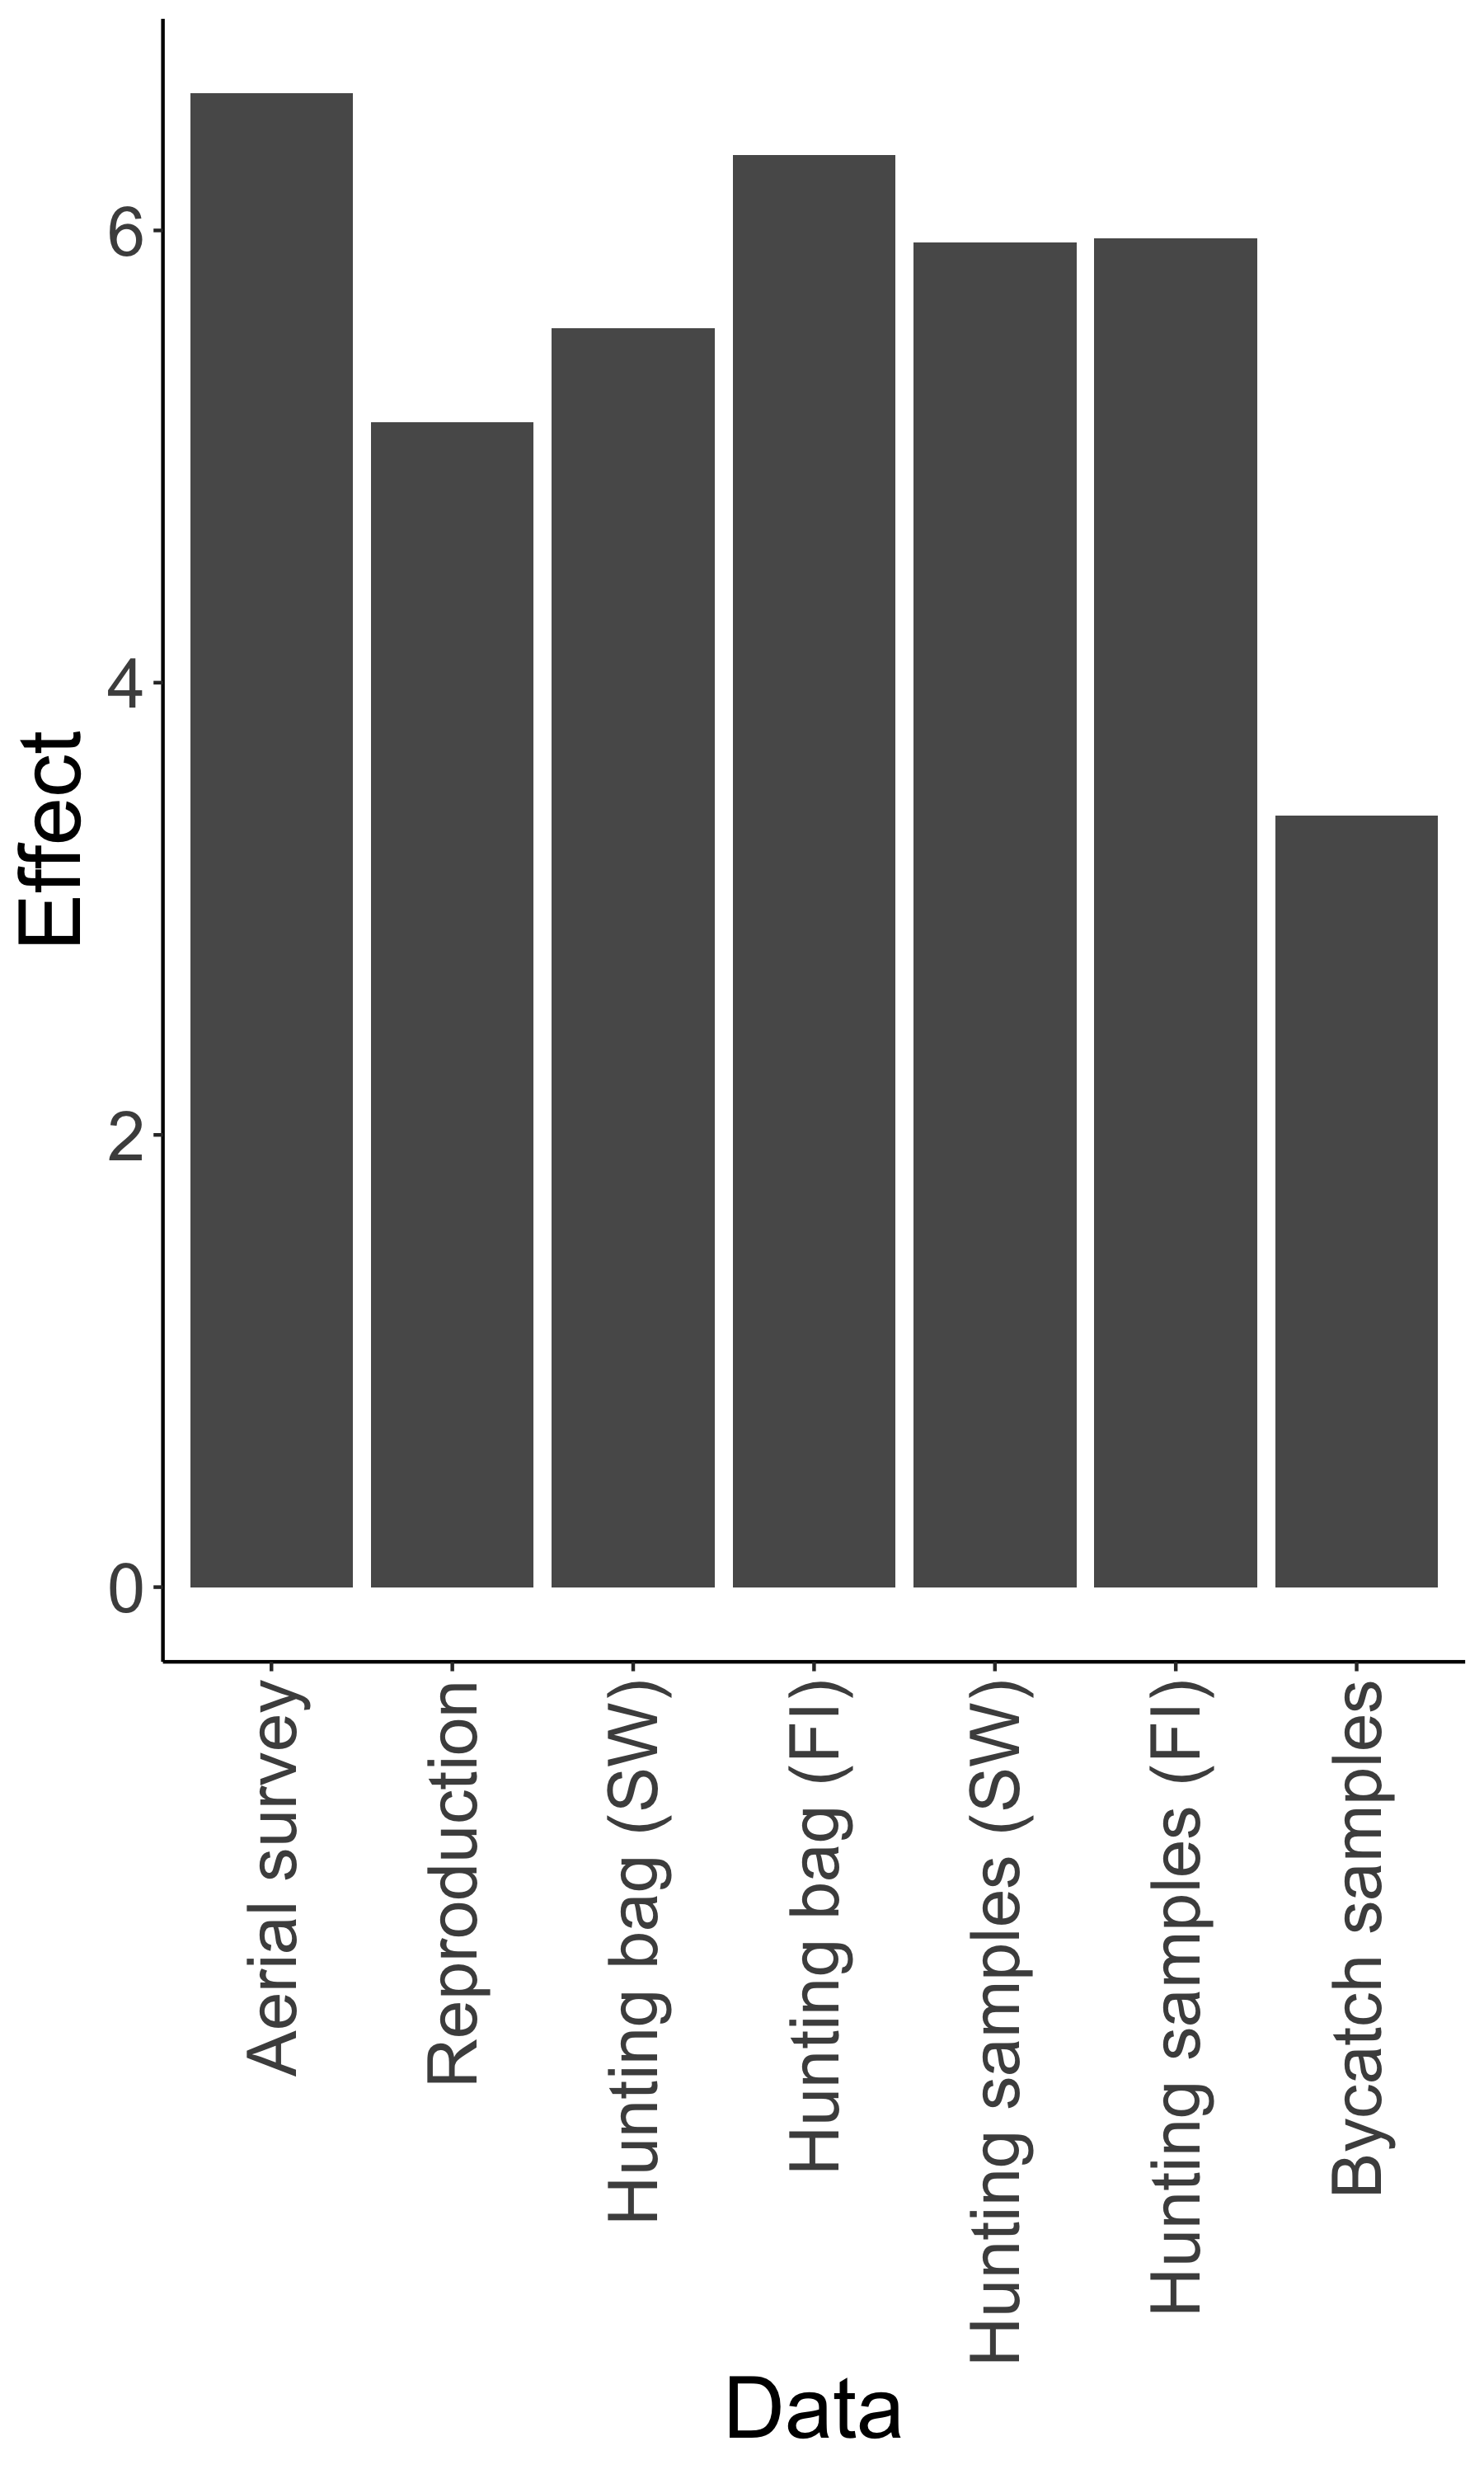 Effect
6
4
2
0
Aerial survey
Reproduction
Hunting bag (SW)
Hunting bag (FI)
Hunting samples (SW)
Hunting samples (FI)
Bycatch samples
Data